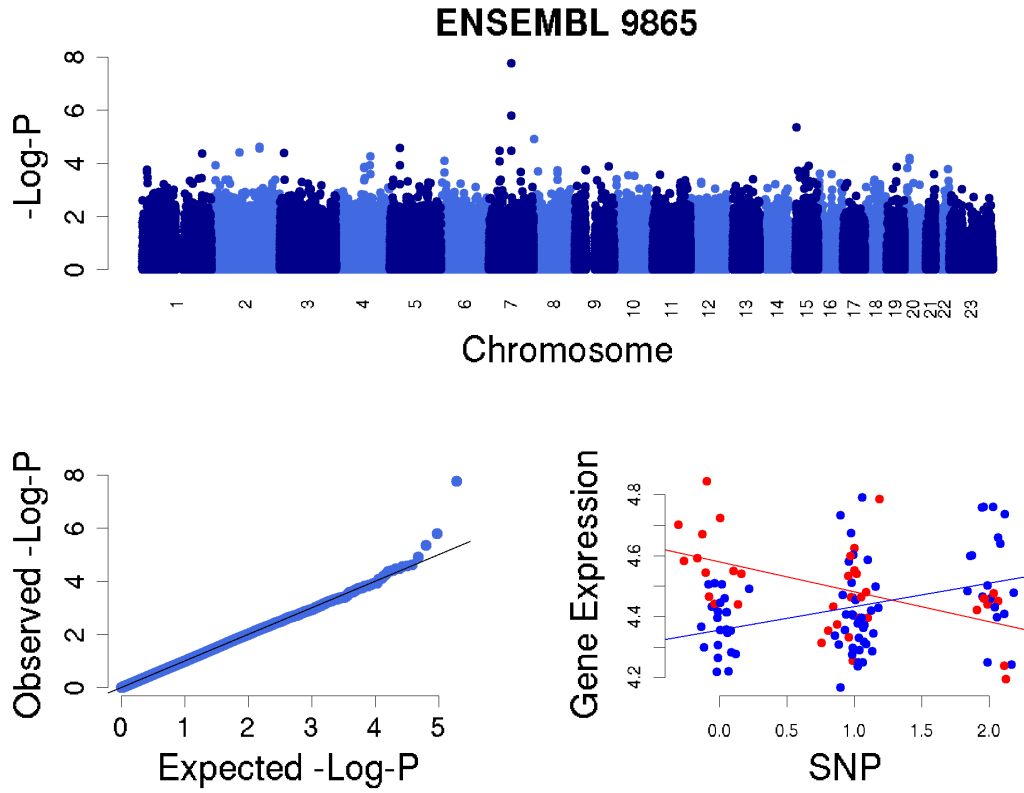 ENSEMBL 9865
-Log-P
8
6
4
2
0
1 2 3 4 5 6 7 8 9 10 11 12 13 14 15 16 17 18 19 20 21 22 23
Chromosome
Observed -Log-P
8
6
4
2
0
0 1 2 3 4 5
Expected -Log-P
Gene Expression
4.8
4.6
4.4
4.2
0.0 0.5 1.0 1.5 2.0
SNP